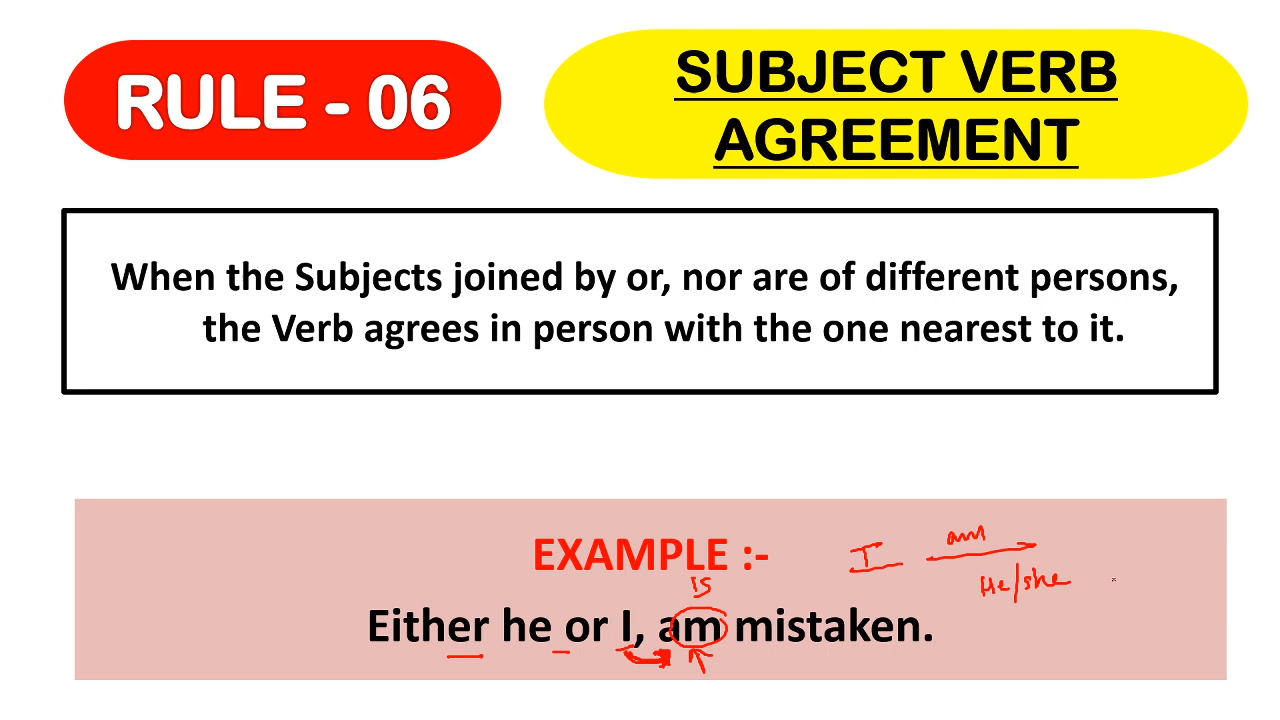 RULE - 06
SUBJECT VERB
AGREEMENT
When the Subjects joined by or, nor are of different persons,
the Verb agrees in person with the one nearest to it.
EXAMPLE :-
I am
He/she
is
Either he or I, am mistaken.